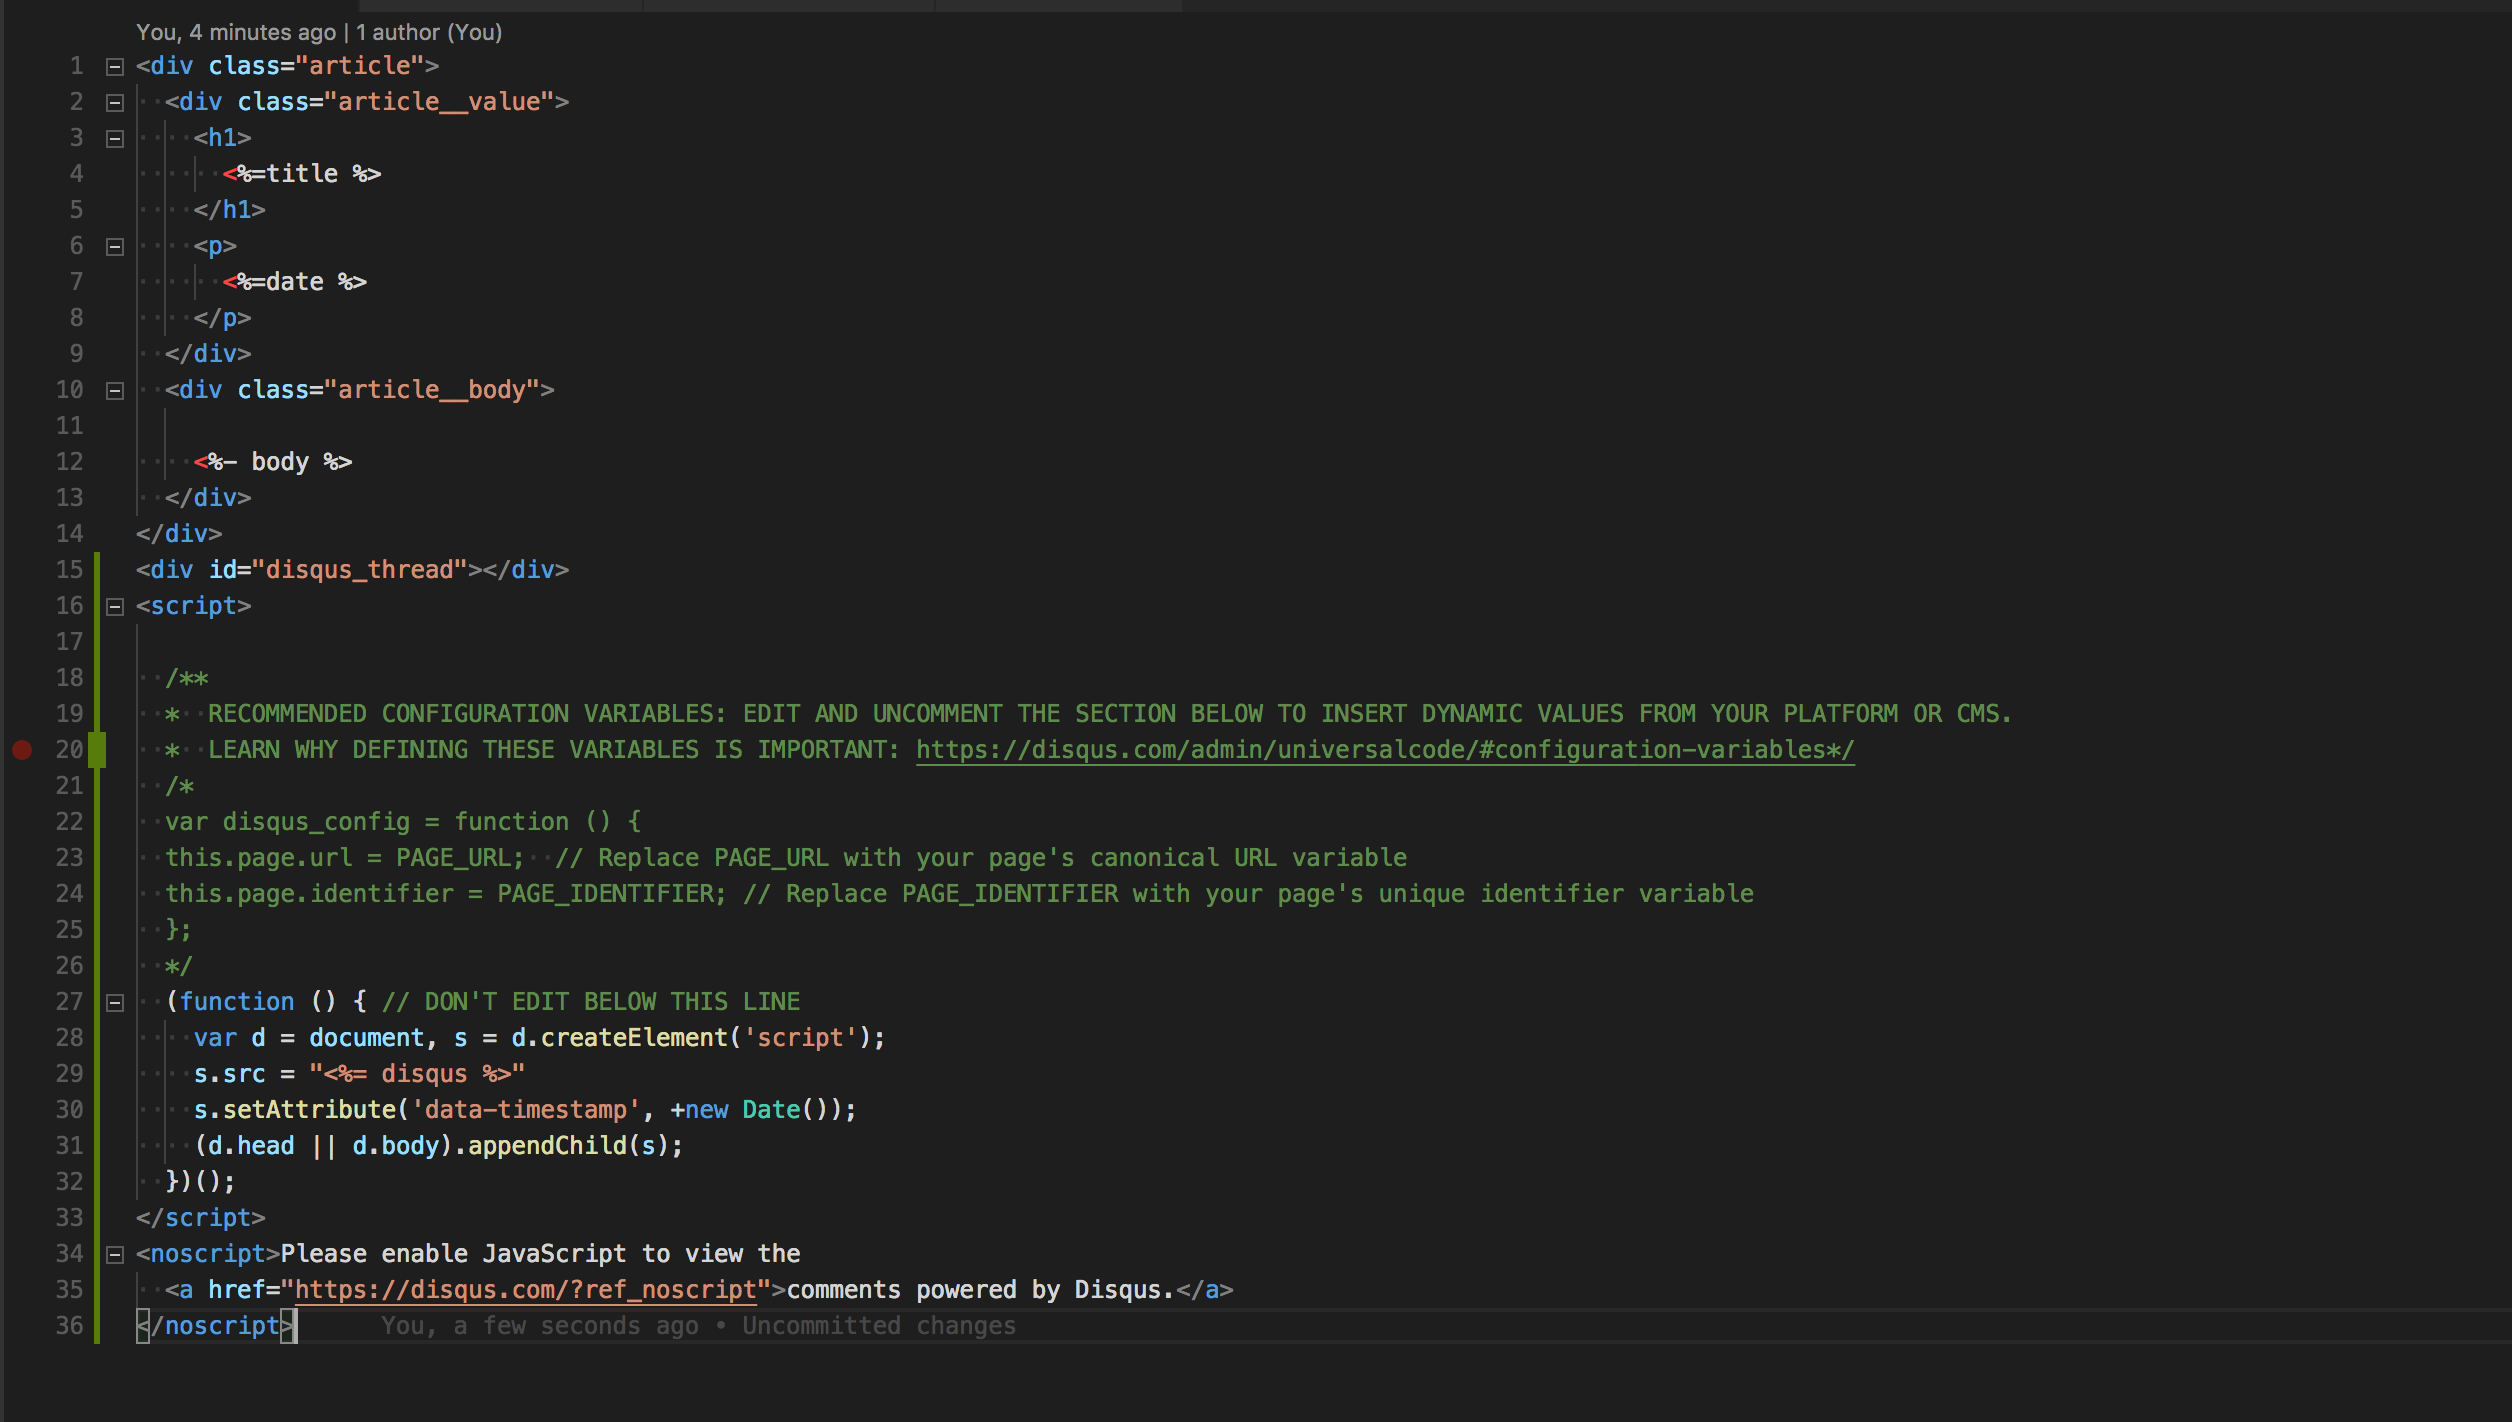 You, 4 minutes ago | 1 author (You)
1 <div class="article">
2 <div class="article__value">
3 <h1>
4 <%=title %>
5 </h1>
6 <p>
7 <%=date %>
8 </p>
9 </div>
10 <div class="article__body">
11
12 <%- body %>
13 </div>
14 </div>
15 <div id="disqus_thread"></div>
16 <script>
17
18 /**
19 * RECOMMENDED CONFIGURATION VARIABLES: EDIT AND UNCOMMENT THE SECTION BELOW TO INSERT DYNAMIC VALUES FROM YOUR PLATFORM OR CMS.
20 * LEARN WHY DEFINING THESE VARIABLES IS IMPORTANT: https://disqus.com/admin/universalcode/#configuration-variables*/
21 /*
22 var disqus_config = function () {
23 this.page.url = PAGE_URL; // Replace PAGE_URL with your page's canonical URL variable
24 this.page.identifier = PAGE_IDENTIFIER; // Replace PAGE_IDENTIFIER with your page's unique identifier variable
25 };
26 */
27 (function () { // DON'T EDIT BELOW THIS LINE
28 var d = document, s = d.createElement('script');
29 s.src = "<%= disqus %>"
30 s.setAttribute('data-timestamp', +new Date());
31 (d.head || d.body).appendChild(s);
32 })();
33 </script>
34 <noscript>Please enable JavaScript to view the
35 <a href="https://disqus.com/?ref_noscript">comments powered by Disqus.</a>
36 </noscript> You, a few seconds ago • Uncommitted changes